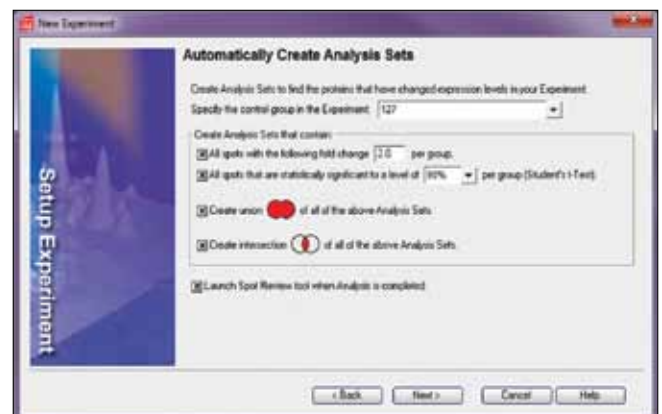 New Experiment
Automatically Create Analysis Sets
Create Analysis Sets to find the proteins that have changed expression levels in your Experiment.
Specify the control group in the Experiment: 127
Create Analysis Sets that contain:
All spots with the following fold change 2.0 per group.
All spots that are statistically significant to a level of per group (Student's t-Test).
Create union of all of the above Analysis Sets.
Create intersection of all of the above Analysis Sets.
Launch Spot Review tool when Analysis is completed
Setup Experiment
< Back Next > Cancel Help